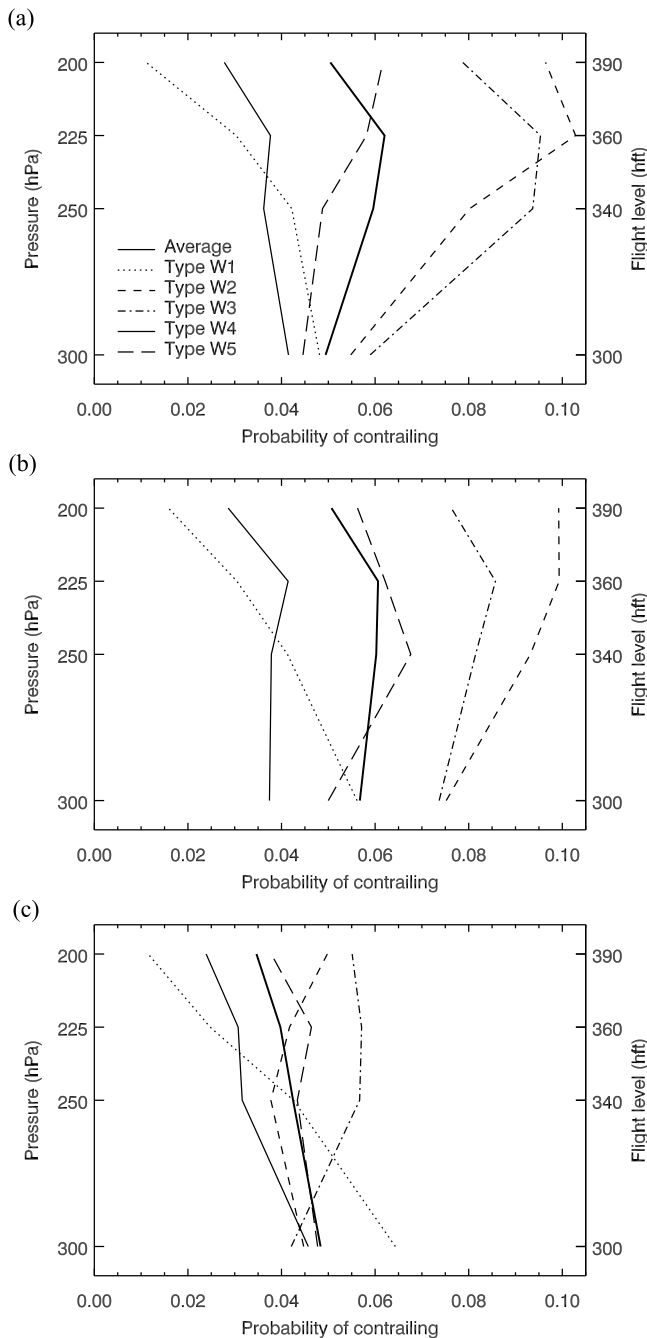 (a)
200
390
225
360
250
340
300
300
Pressure (hPa)
Flight level (hft)
Average
Type W1
Type W2
Type W3
Type W4
Type W5
0.00 0.02 0.04 0.06 0.08 0.10
Probability of contrailing
(b)
200
390
225
360
250
340
300
300
Pressure (hPa)
Flight level (hft)
0.00 0.02 0.04 0.06 0.08 0.10
Probability of contrailing
(c)
200
390
225
360
250
340
300
300
Pressure (hPa)
Flight level (hft)
0.00 0.02 0.04 0.06 0.08 0.10
Probability of contrailing